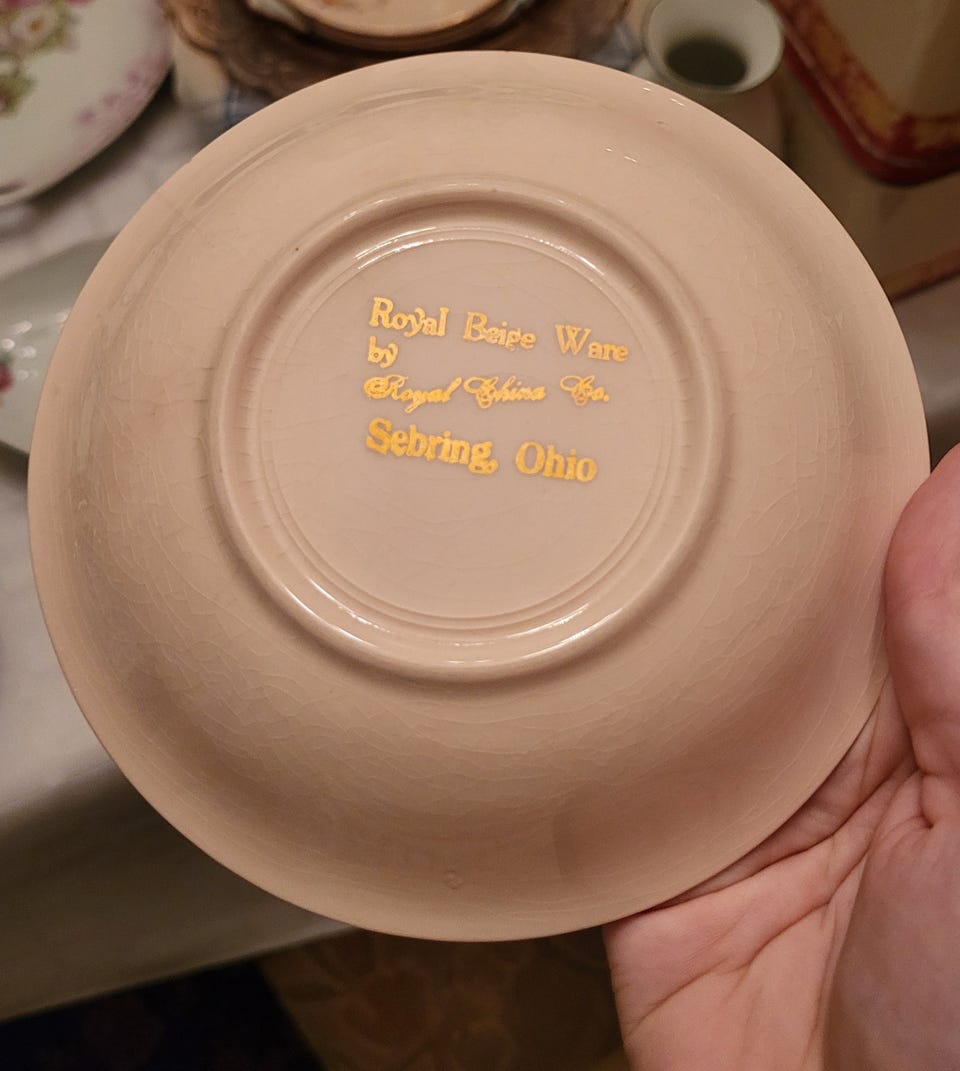 Royal Beige Ware
by
Royal China Co.
Sebring, Ohio